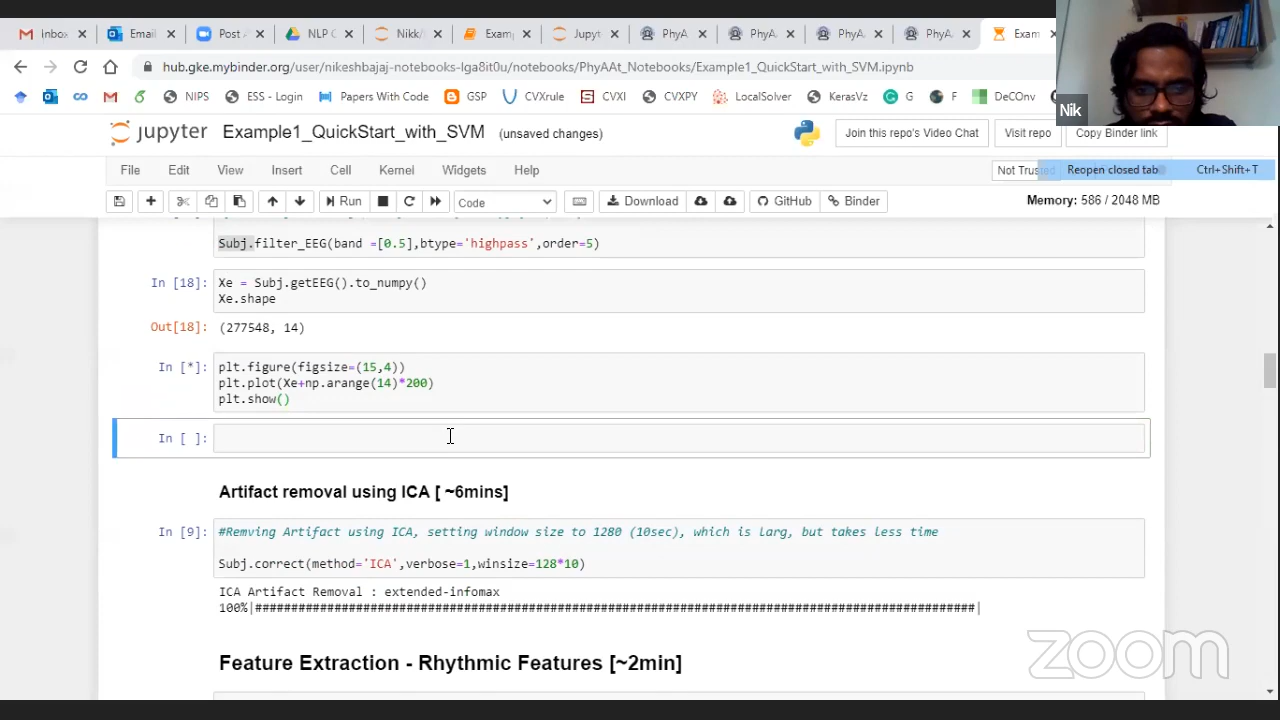 Inbox
Email
Post A
NLP C
Nikk/
Examp
Jupyt
PhyA
PhyA
PhyA
PhyA
Exam
hub.gke.mybinder.org/user/nikeshbajaj-notebooks-lga8it0u/notebooks/PhyAAt_Notebooks/Example1_QuickStart_with_SVM.ipynb
NIPS
ESS - Login
Papers With Code
GSP
CVXrule
CVXI
CVXPY
LocalSolver
KerasVz
G
F
DeCOnv
Nik
jupyter Example1_QuickStart_with_SVM (unsaved changes)
Join this repo's Video Chat
Visit repo
Copy Binder link
File Edit View Insert Cell Kernel Widgets Help
Not Trusted
Reopen closed tab Ctrl+Shift+T
Run
Code
Download
GitHub
Binder
Memory: 586 / 2048 MB
Subj.filter_EEG(band =[0.5],btype='highpass',order=5)
In [18]: Xe = Subj.getEEG().to_numpy()
Xe.shape
Out[18]: (277548, 14)
In [*]: plt.figure(figsize=(15,4))
plt.plot(Xe+np.arange(14)*200)
plt.show()
In [ ]:
Artifact removal using ICA [ ~6mins]
In [9]: #Remving Artifact using ICA, setting window size to 1280 (10sec), which is larg, but takes less time
Subj.correct(method='ICA',verbose=1,winsize=128*10)
ICA Artifact Removal : extended-infomax
100%|####################################################################################################|
Feature Extraction - Rhythmic Features [~2min]
zoom